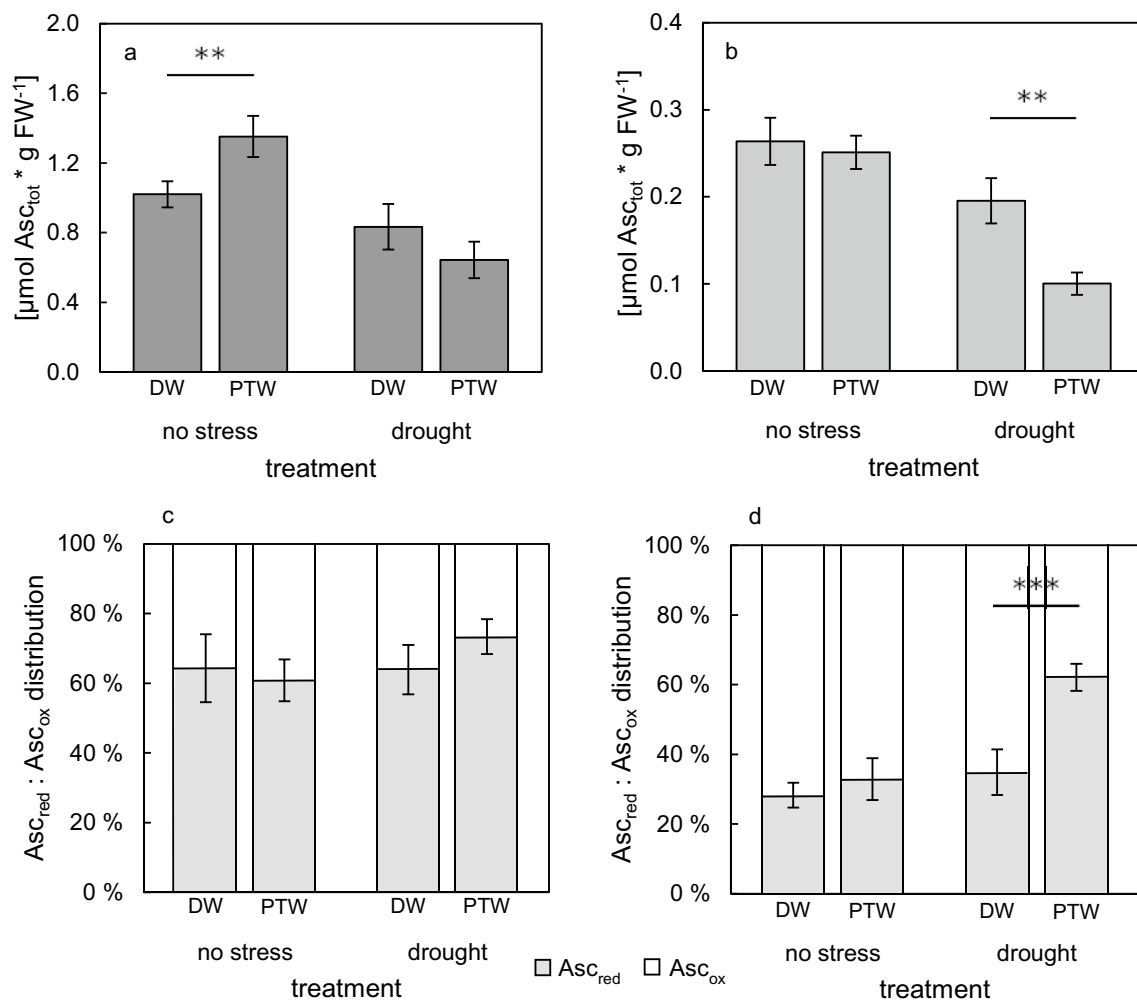 a
**
[µmol Asc_tot * g FW⁻¹]
2.0
1.6
1.2
0.8
0.4
0.0
DW PTW DW PTW
no stress drought
treatment
b
**
[µmol Asc_tot * g FW⁻¹]
0.4
0.3
0.2
0.1
0.0
DW PTW DW PTW
no stress drought
treatment
c
Asc_red : Asc_ox distribution
100 %
80 %
60 %
40 %
20 %
0 %
DW PTW DW PTW
no stress drought
treatment
d
***
Asc_red : Asc_ox distribution
100 %
80 %
60 %
40 %
20 %
0 %
DW PTW DW PTW
no stress drought
treatment
Asc_red Asc_ox